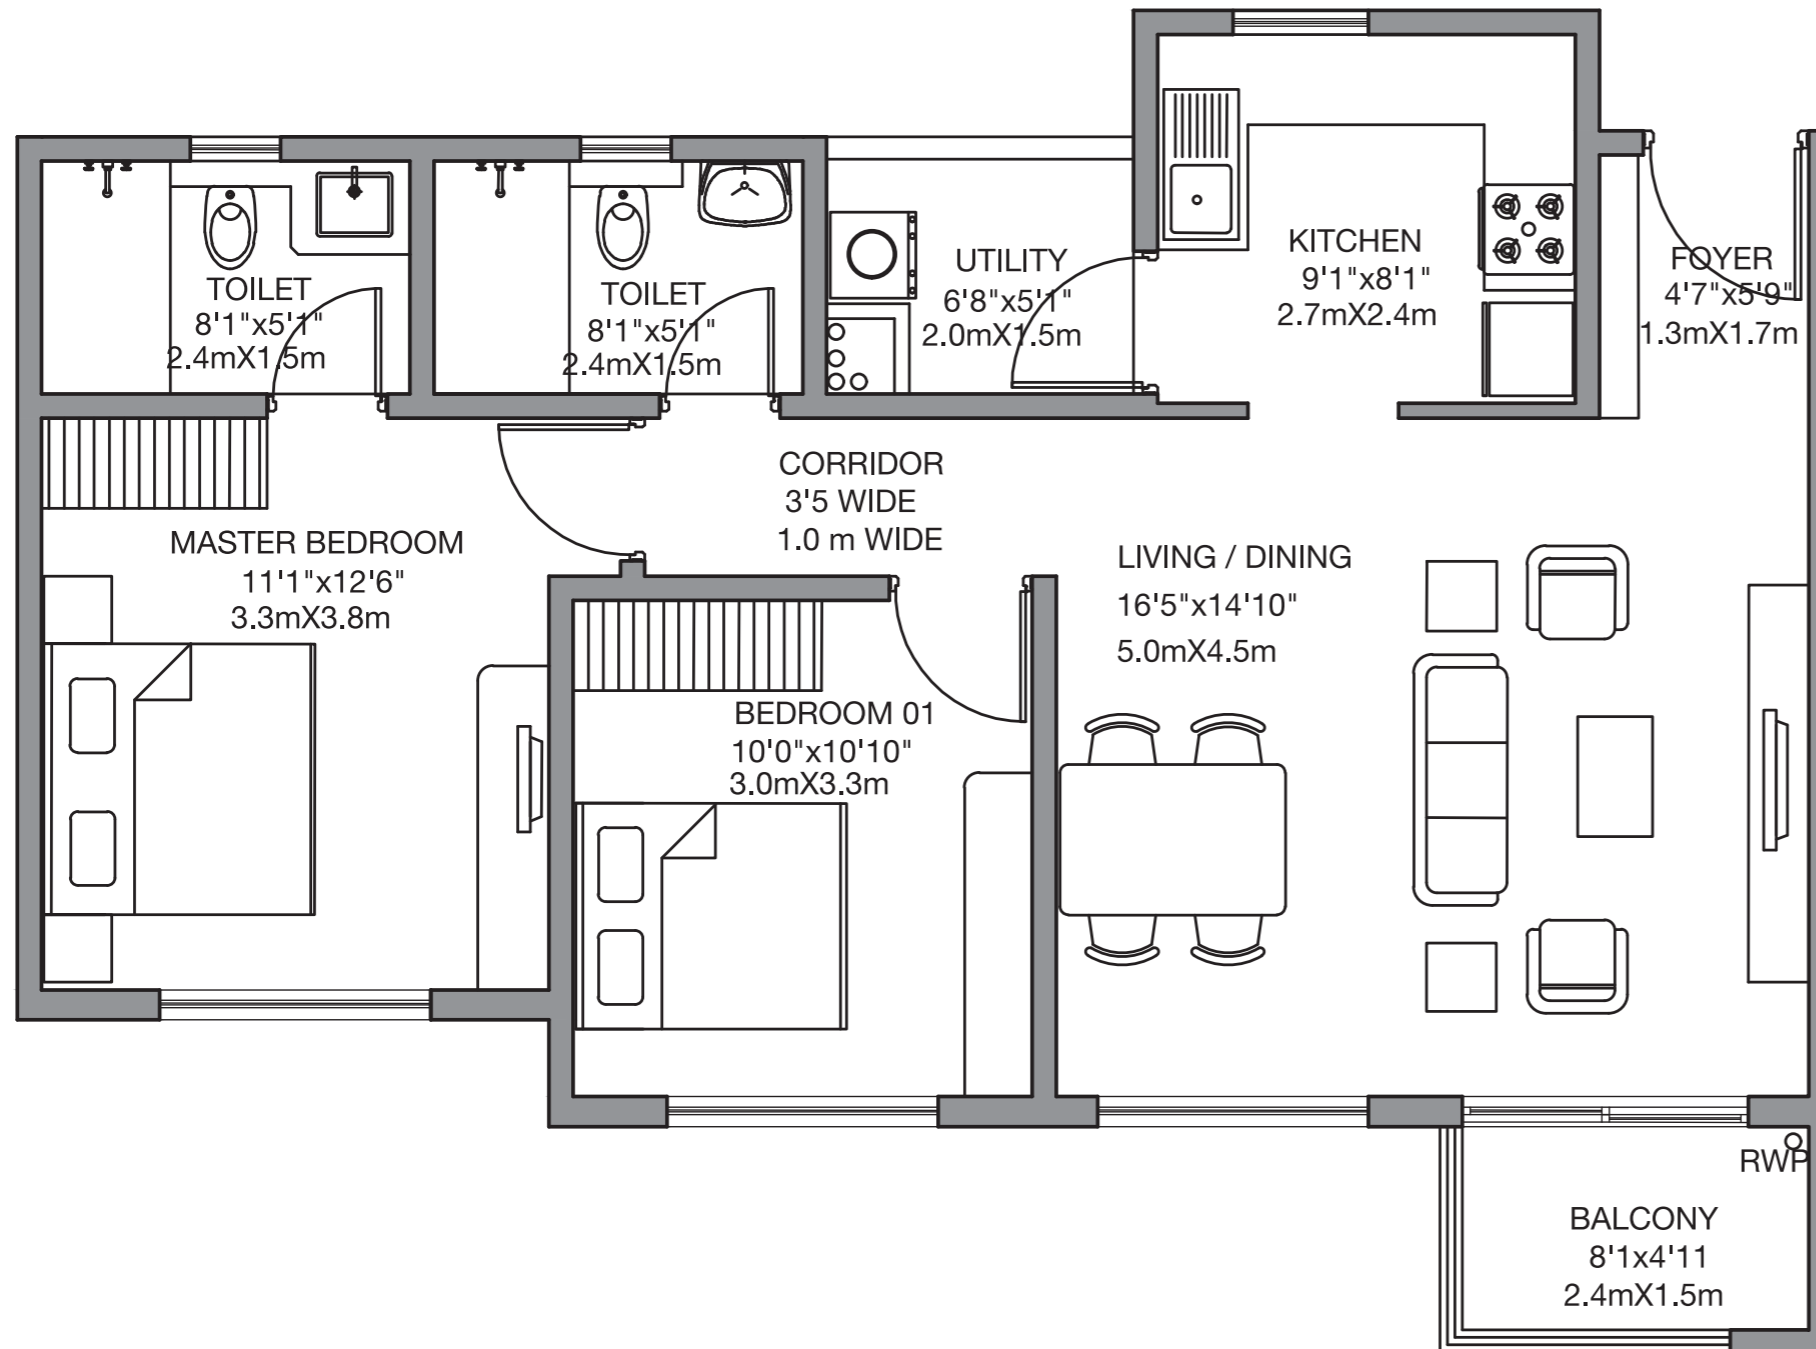 TOILET
8'1"x5'1"
2.4mX1.5m
TOILET
8'1"x5'1"
2.4mX1.5m
UTILITY
6'8"x5'1"
2.0mX1.5m
KITCHEN
9'1"x8'1"
2.7mX2.4m
FOYER
4'7"x5'9"
1.3mX1.7m
CORRIDOR
3'5 WIDE
1.0 m WIDE
MASTER BEDROOM
11'1"x12'6"
3.3mX3.8m
LIVING / DINING
16'5"x14'10"
5.0mX4.5m
BEDROOM 01
10'0"x10'10"
3.0mX3.3m
RWP
BALCONY
8'1x4'11
2.4mX1.5m